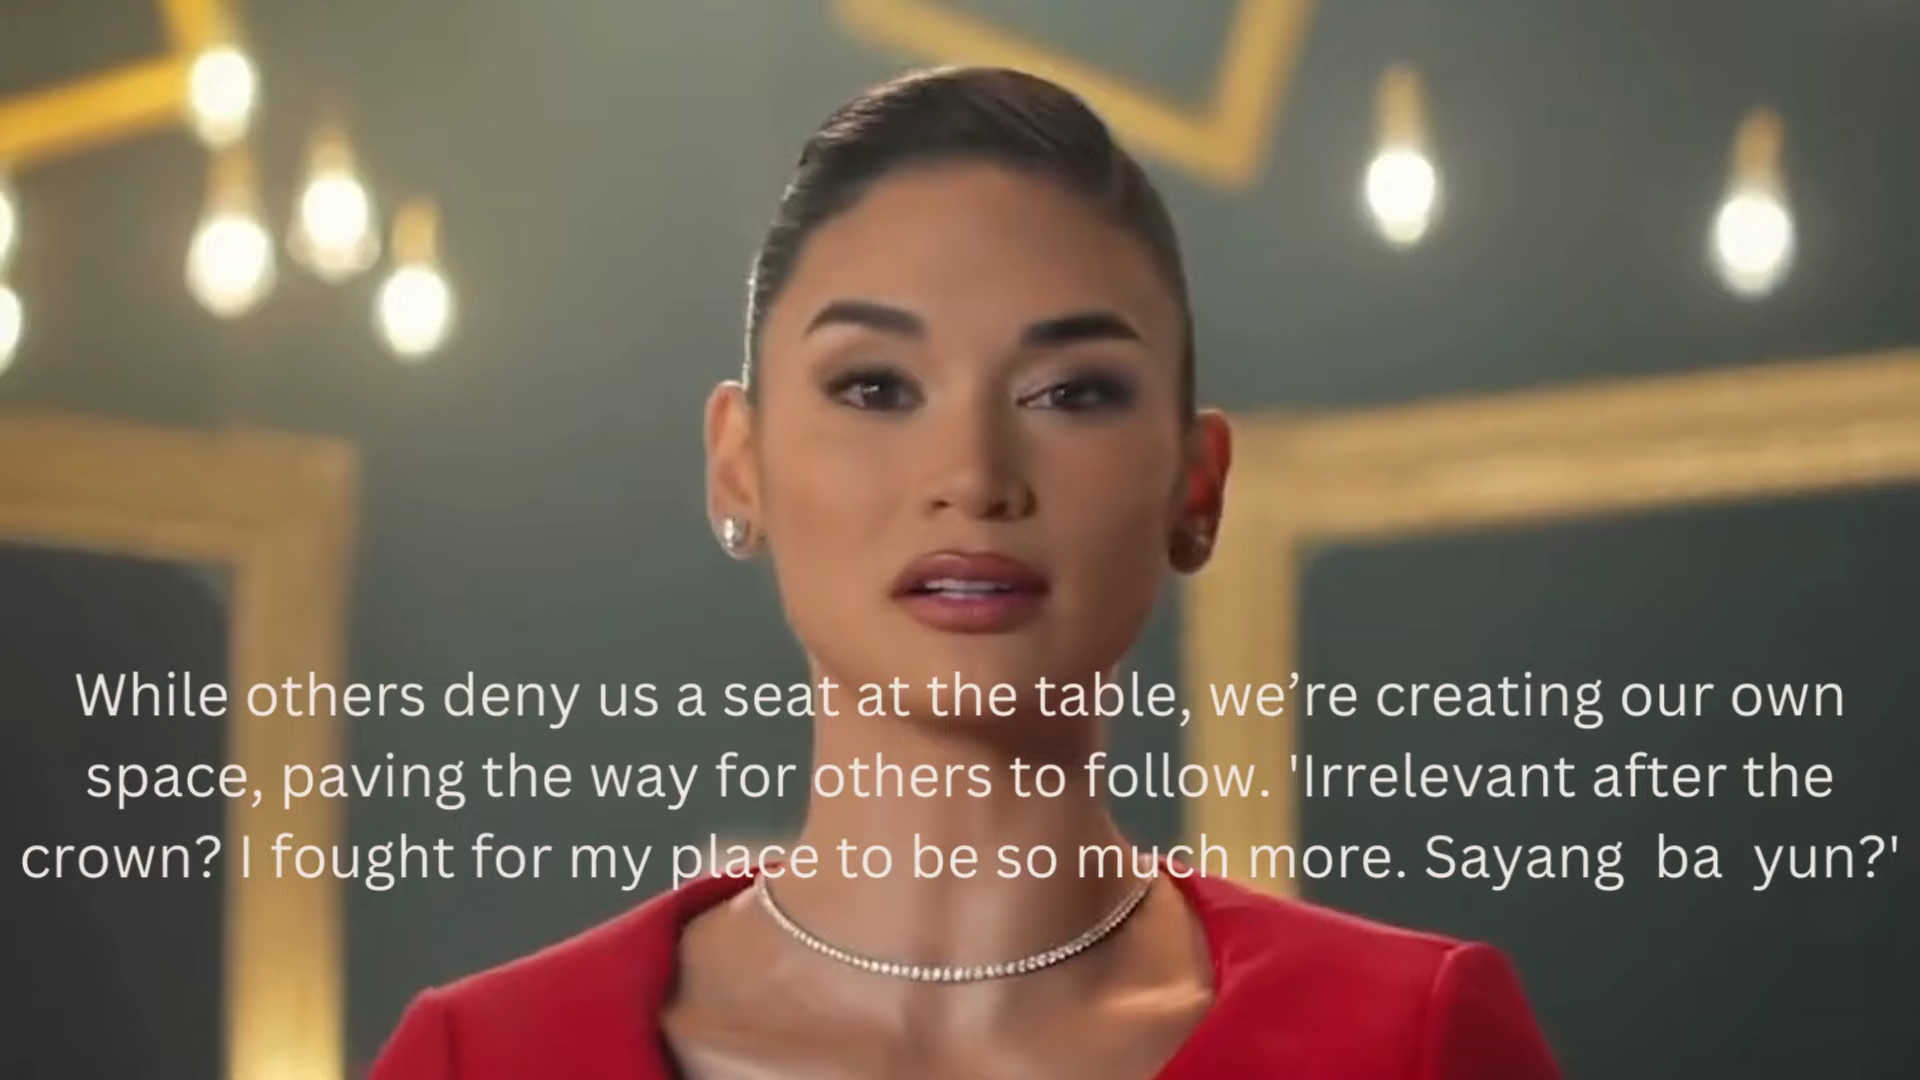 While others deny us a seat at the table, we’re creating our own
space, paving the way for others to follow. 'Irrelevant after the
crown? I fought for my place to be so much more. Sayang ba yun?'